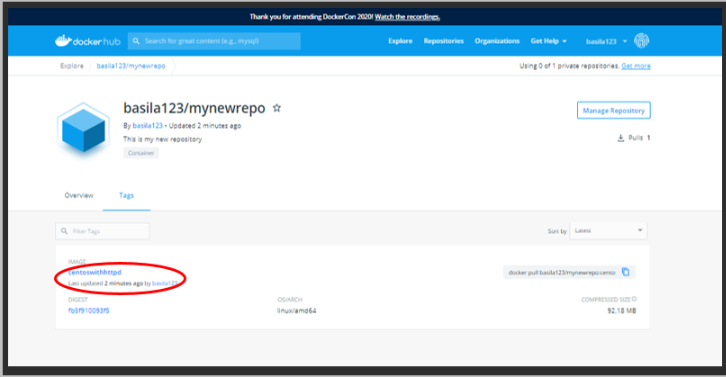 Thank you for attending DockerCon 2020! Watch the recordings.
docker hub
Search for great content (e.g., mysql)
Explore Repositories Organizations Get Help basila123
Explore basila123/mynewrepo
Using 0 of 1 private repositories. Get more
basila123/mynewrepo
By basila123 • Updated 2 minutes ago
This is my new repository
Container
Manage Repository
Pulls 1
Overview Tags
Filter Tags
Sort by Latest
IMAGE
centoswithhttpd
Last updated 2 minutes ago by basila123
docker pull basila123/mynewrepo:cento
DIGEST OS/ARCH COMPRESSED SIZE
fb5f910093f5 linux/amd64 92.18 MB